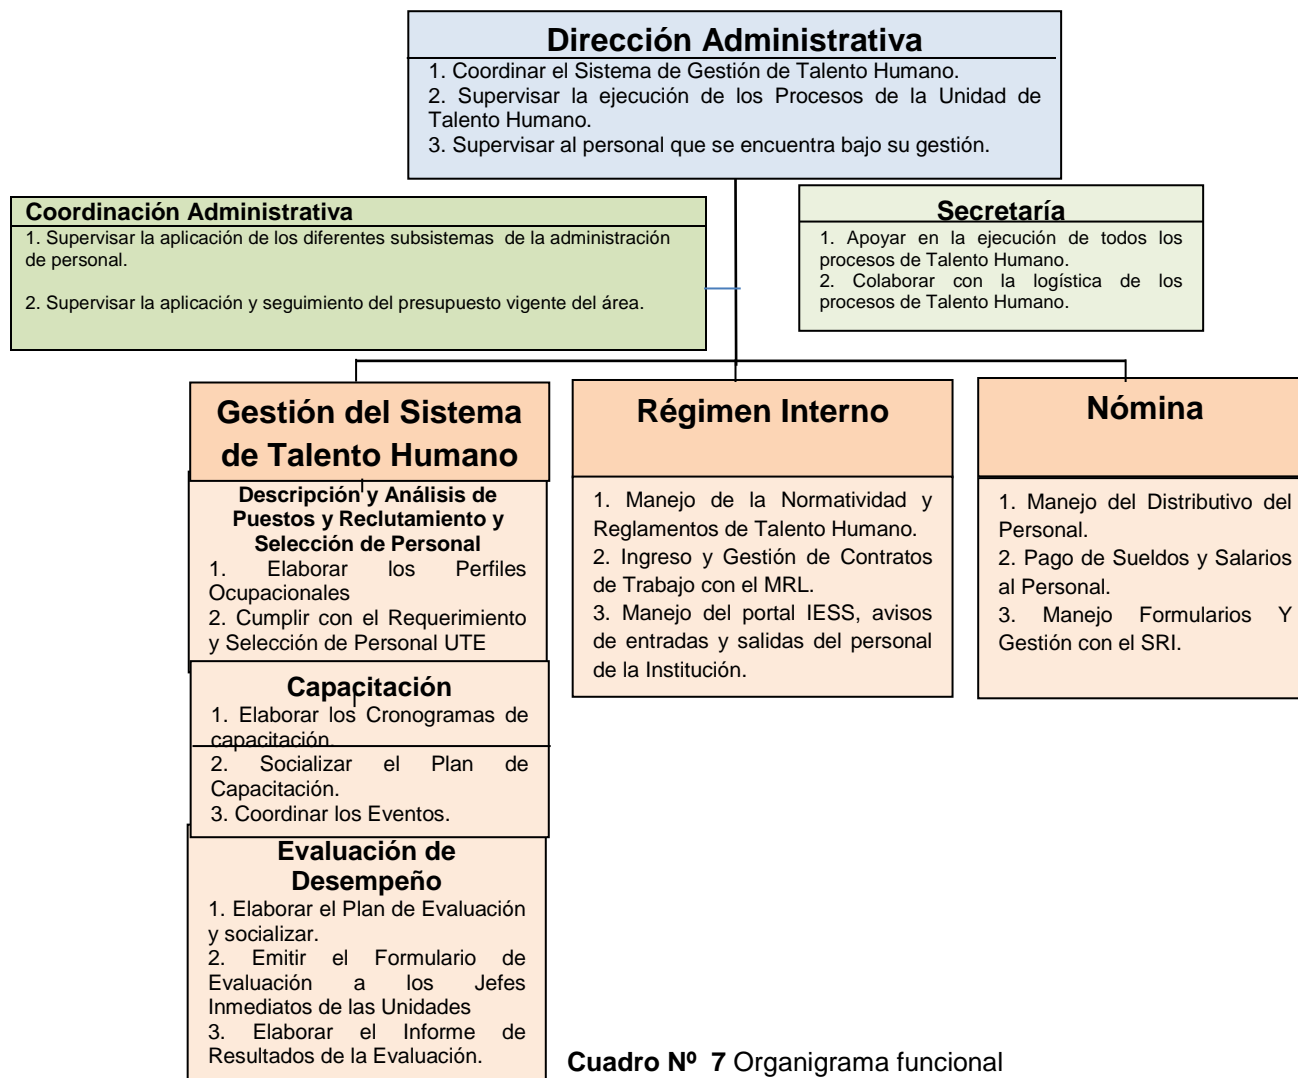 Dirección Administrativa
1. Coordinar el Sistema de Gestión de Talento Humano.
2. Supervisar la ejecución de los Procesos de la Unidad de
Talento Humano.
3. Supervisar al personal que se encuentra bajo su gestión.
Coordinación Administrativa
1. Supervisar la aplicación de los diferentes subsistemas de la administración
de personal.
2. Supervisar la aplicación y seguimiento del presupuesto vigente del área.
Secretaría
1. Apoyar en la ejecución de todos los
procesos de Talento Humano.
2. Colaborar con la logística de los
procesos de Talento Humano.
Gestión del Sistema
de Talento Humano
Descripción y Análisis de
Puestos y Reclutamiento y
Selección de Personal
1. Elaborar los Perfiles
Ocupacionales
2. Cumplir con el Requerimiento
y Selección de Personal UTE
Capacitación
1. Elaborar los Cronogramas de
capacitación.
2. Socializar el Plan de
Capacitación.
3. Coordinar los Eventos.
Evaluación de
Desempeño
1. Elaborar el Plan de Evaluación
y socializar.
2. Emitir el Formulario de
Evaluación a los Jefes
Inmediatos de las Unidades
3. Elaborar el Informe de
Resultados de la Evaluación.
Régimen Interno
1. Manejo de la Normatividad y
Reglamentos de Talento Humano.
2. Ingreso y Gestión de Contratos
de Trabajo con el MRL.
3. Manejo del portal IESS, avisos
de entradas y salidas del personal
de la Institución.
Nómina
1. Manejo del Distributivo del
Personal.
2. Pago de Sueldos y Salarios
al Personal.
3. Manejo Formularios Y
Gestión con el SRI.
Cuadro Nº 7 Organigrama funcional